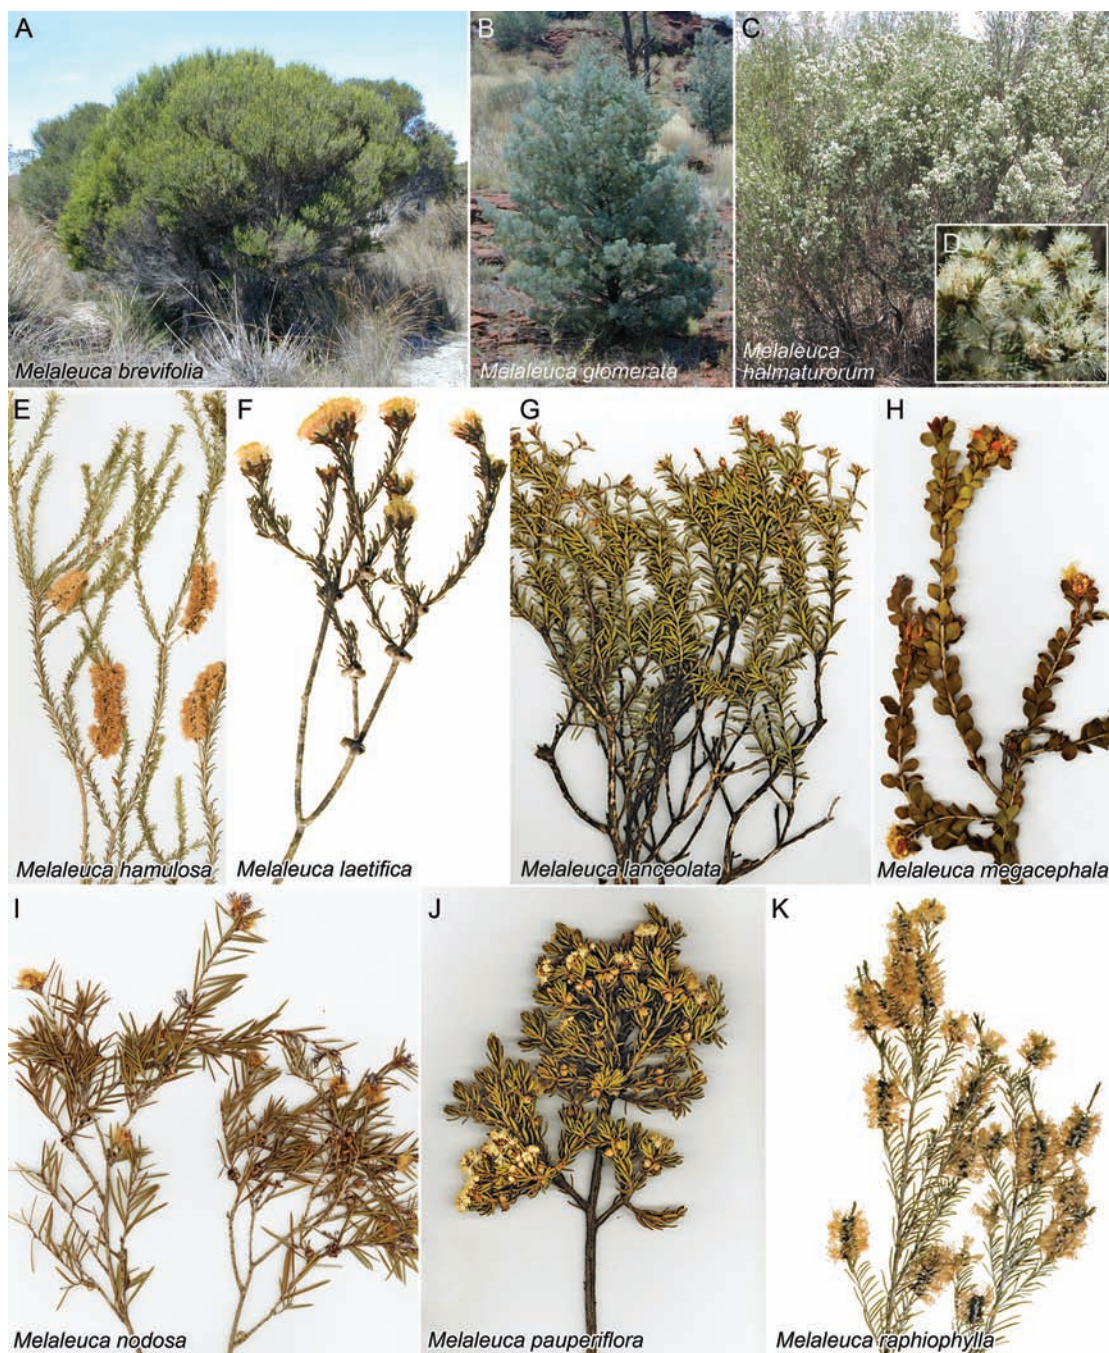 A
B
C
D
Melaleuca brevifolia
Melaleuca glomerata
Melaleuca
halmaturorum
E
F
G
H
Melaleuca hamulosa
Melaleuca laetifica
Melaleuca lanceolata
Melaleuca megacephala
I
J
K
Melaleuca nodosa
Melaleuca pauperiflora
Melaleuca raphiophylla